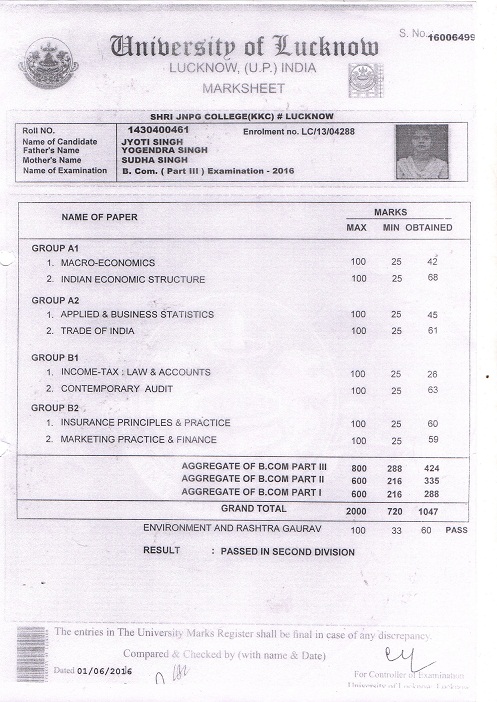 S. No. 16006499
University of Lucknow
LUCKNOW, (U.P.) INDIA
MARKSHEET
SHRI JNPG COLLEGE(KKC) # LUCKNOW
Roll NO. 1430400461 Enrolment no. LC/13/04288
Name of Candidate JYOTI SINGH
Father's Name YOGENDRA SINGH
Mother's Name SUDHA SINGH
Name of Examination B. Com. ( Part III ) Examination - 2016
NAME OF PAPER MARKS
MAX MIN OBTAINED
GROUP A1
1. MACRO-ECONOMICS 100 25 42
2. INDIAN ECONOMIC STRUCTURE 100 25 68
GROUP A2
1. APPLIED & BUSINESS STATISTICS 100 25 45
2. TRADE OF INDIA 100 25 61
GROUP B1
1. INCOME-TAX : LAW & ACCOUNTS 100 25 26
2. CONTEMPORARY AUDIT 100 25 63
GROUP B2
1. INSURANCE PRINCIPLES & PRACTICE 100 25 60
2. MARKETING PRACTICE & FINANCE 100 25 59
AGGREGATE OF B.COM PART III 800 288 424
AGGREGATE OF B.COM PART II 600 216 335
AGGREGATE OF B.COM PART I 600 216 288
GRAND TOTAL 2000 720 1047
ENVIRONMENT AND RASHTRA GAURAV 100 33 60 PASS
RESULT : PASSED IN SECOND DIVISION
The entries in The University Marks Register shall be final in case of any discrepancy.
Compared & Checked by (with name & Date)
Dated 01/06/2016
For Controller of Examination
University of Lucknow, Lucknow